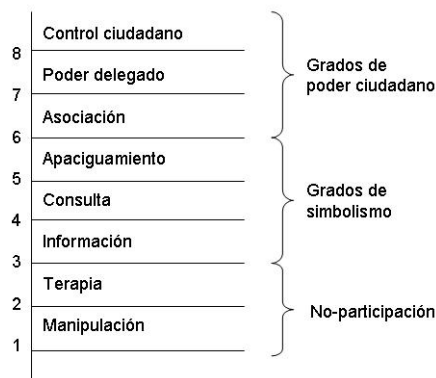 8
Control ciudadano
7
Poder delegado
6
Asociación
Grados de
poder ciudadano
5
Apaciguamiento
4
Consulta
3
Información
Grados de
simbolismo
2
Terapia
1
Manipulación
No-participación